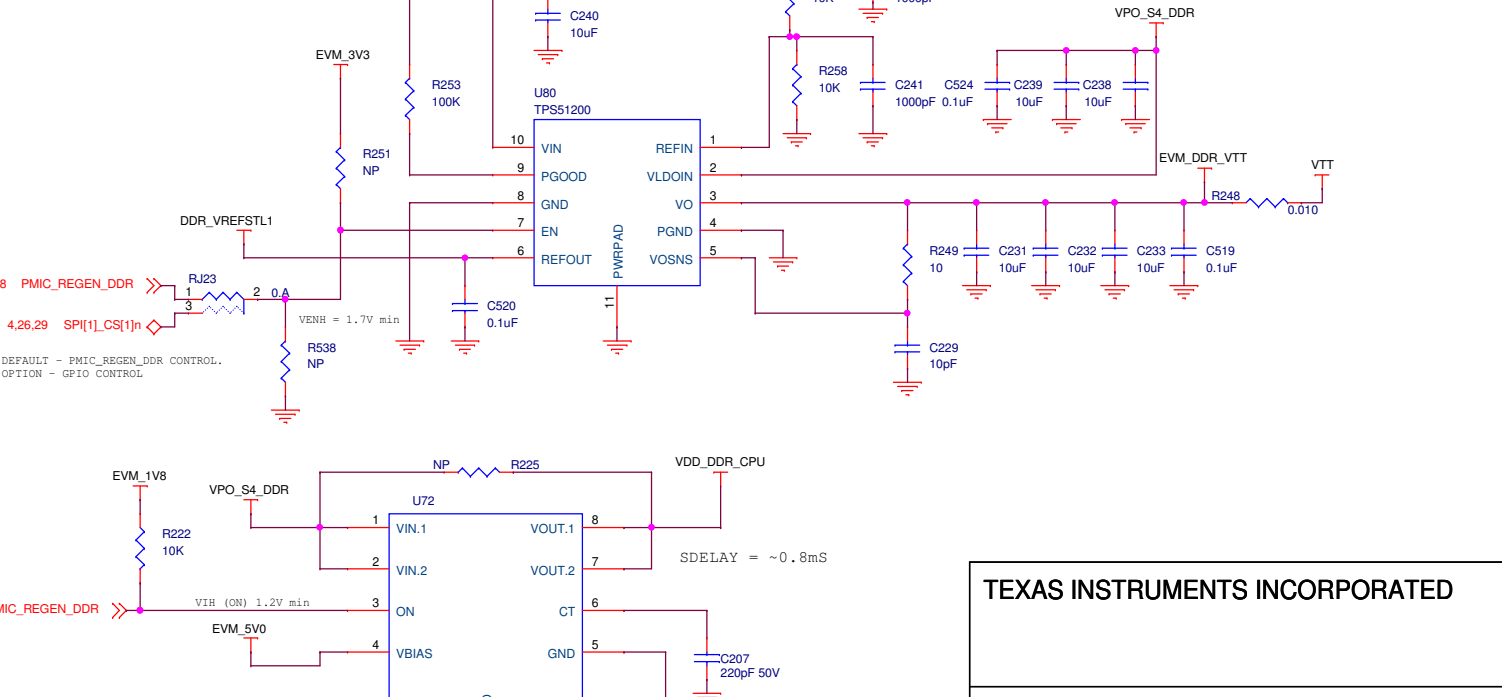 C240
10uF
VPO_S4_DDR
EVM_3V3
R253
100K
R258
10K
C241
1000pF
C524
0.1uF
C239
10uF
C238
10uF
U80
TPS51200
R251
NP
10 VIN
9 PGOOD
8 GND
7 EN
6 REFOUT
REFIN 1
VLDOIN 2
VO 3
PGND 4
VOSNS 5
PWRPAD
11
EVM_DDR_VTT
VTT
R248
0.010
DDR_VREFSTL1
R249
10
C231
10uF
C232
10uF
C233
10uF
C519
0.1uF
8 PMIC_REGEN_DDR
RJ23
1
2
0.A
3
4,26,29 SPI[1]_CS[1]n
C520
0.1uF
VENH = 1.7V min
R538
NP
C229
10pF
DEFAULT - PMIC_REGEN_DDR CONTROL.
OPTION - GPIO CONTROL
EVM_1V8
VPO_S4_DDR
NP R225
VDD_DDR_CPU
U72
R222
10K
1 VIN.1
2 VIN.2
3 ON
4 VBIAS
VOUT.1 8
VOUT.2 7
CT 6
GND 5
SDELAY = ~0.8mS
MIC_REGEN_DDR
VIH (ON) 1.2V min
EVM_5V0
C207
220pF 50V
TEXAS INSTRUMENTS INCORPORATED